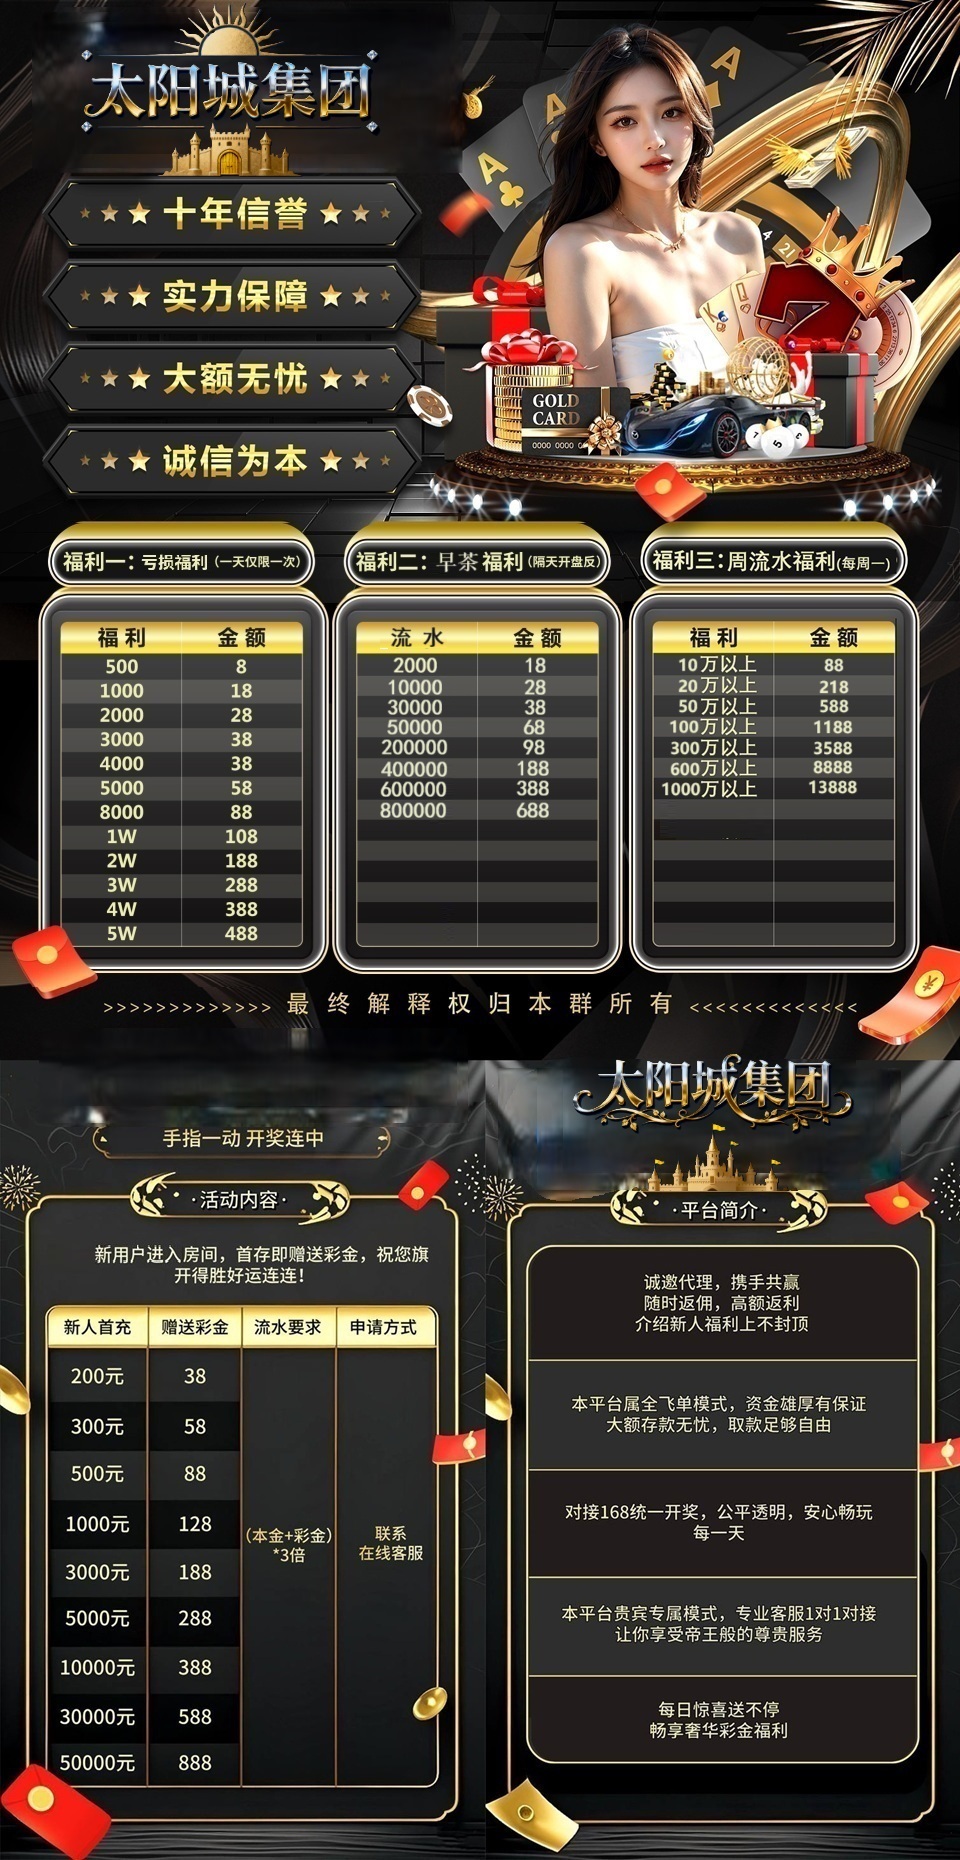 太阳城集团
十年信誉
实力保障
大额无忧
诚信为本
A
A
A
A
21
K
Q
7
GOLD
CARD
0000 0000
1 5
福利一：亏损福利（一天仅限一次）
福利 金额
500 8
1000 18
2000 28
3000 38
4000 38
5000 58
8000 88
1W 108
2W 188
3W 288
4W 388
5W 488
福利二：早茶福利（隔天开盘反）
流水 金额
2000 18
10000 28
30000 38
50000 68
200000 98
400000 188
600000 388
800000 688
福利三：周流水福利(每周一)
福利 金额
10万以上 88
20万以上 218
50万以上 588
100万以上 1188
300万以上 3588
600万以上 8888
1000万以上 13888
>>>>>>>>>>>>> 最终解释权归本群所有 <<<<<<<<<<<<<
¥
手指一动 开奖连中
·活动内容·
新用户进入房间，首存即赠送彩金，祝您旗
开得胜好运连连！
新人首充 赠送彩金 流水要求 申请方式
200元 38
300元 58
500元 88
1000元 128
3000元 188
5000元 288
10000元 388
30000元 588
50000元 888
（本金+彩金）
*3倍
联系
在线客服
太阳城集团
·平台简介·
诚邀代理，携手共赢
随时返佣，高额返利
介绍新人福利上不封顶
本平台属全飞单模式，资金雄厚有保证
大额存款无忧，取款足够自由
对接168统一开奖，公平透明，安心畅玩
每一天
本平台贵宾专属模式，专业客服1对1对接
让你享受帝王般的尊贵服务
每日惊喜送不停
畅享奢华彩金福利